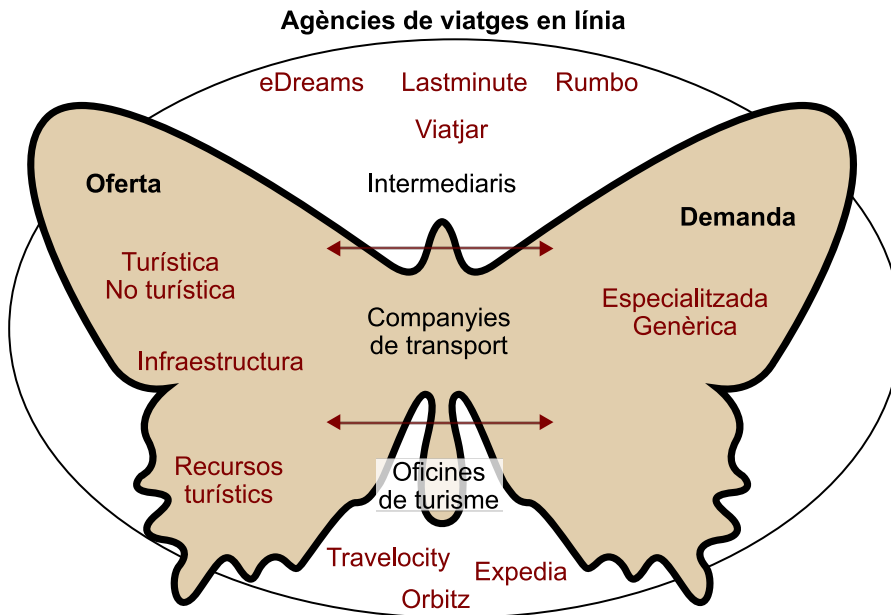 Agències de viatges en línia
eDreams Lastminute Rumbo
Viatjar
Intermediaris
Oferta
Demanda
Turística
No turística
Especialitzada
Genèrica
Companyies
de transport
Infraestructura
Recursos
turístics
Oficines
de turisme
Travelocity
Expedia
Orbitz